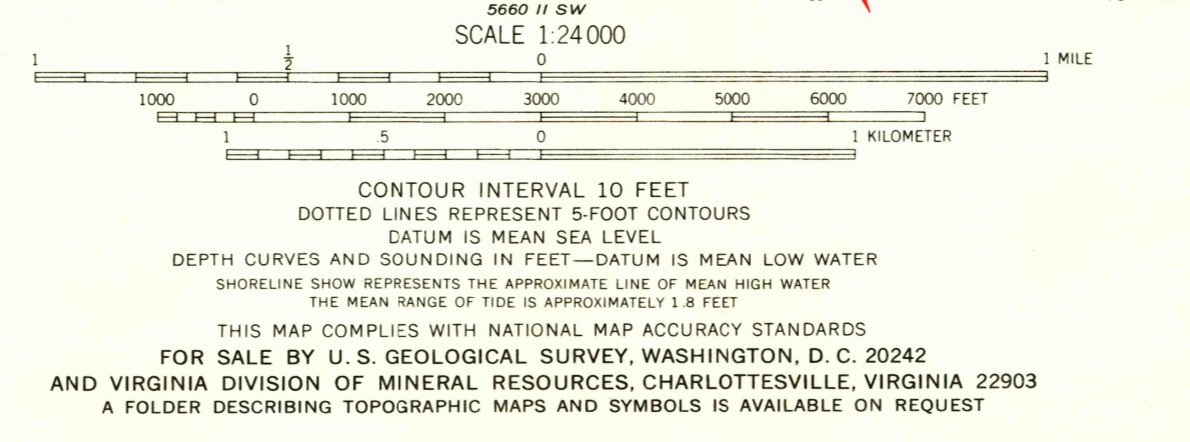 5660 II SW
SCALE 1:24 000
1 1/2 0 1 MILE
1000 0 1000 2000 3000 4000 5000 6000 7000 FEET
1 .5 0 1 KILOMETER
CONTOUR INTERVAL 10 FEET
DOTTED LINES REPRESENT 5-FOOT CONTOURS
DATUM IS MEAN SEA LEVEL
DEPTH CURVES AND SOUNDING IN FEET—DATUM IS MEAN LOW WATER
SHORELINE SHOW REPRESENTS THE APPROXIMATE LINE OF MEAN HIGH WATER
THE MEAN RANGE OF TIDE IS APPROXIMATELY 1.8 FEET
THIS MAP COMPLIES WITH NATIONAL MAP ACCURACY STANDARDS
FOR SALE BY U. S. GEOLOGICAL SURVEY, WASHINGTON, D. C. 20242
AND VIRGINIA DIVISION OF MINERAL RESOURCES, CHARLOTTESVILLE, VIRGINIA 22903
A FOLDER DESCRIBING TOPOGRAPHIC MAPS AND SYMBOLS IS AVAILABLE ON REQUEST